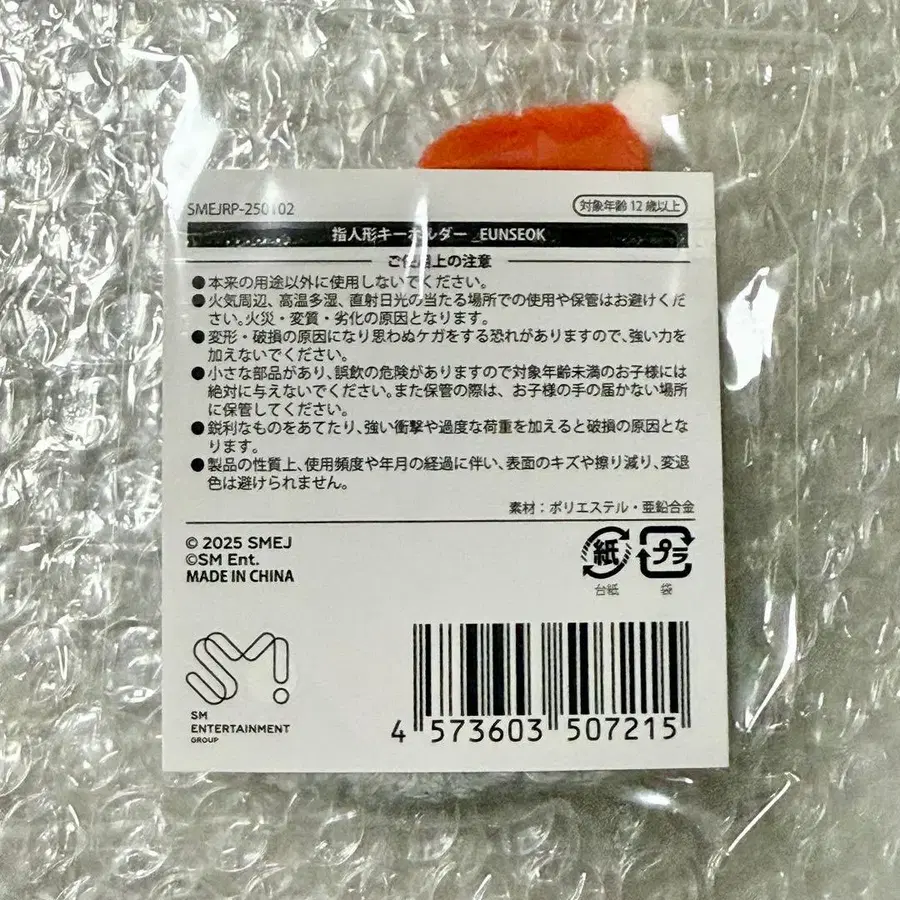 SMEJRP-250102
対象年齢12歳以上
指人形キーホルダー EUNSEOK
ご使用上の注意
●本来の用途以外に使用しないでください。
●火気周辺、高温多湿、直射日光の当たる場所での使用や保管はお避けくだ
さい。火災・変質・劣化の原因となります。
●変形・破損の原因になり思わぬケガをする恐れがありますので、強い力を
加えないでください。
●小さな部品があり、誤飲の危険がありますので対象年齢未満のお子様には
絶対に与えないでください。また保管の際は、お子様の手の届かない場所
に保管してください。
●鋭利なものをあてたり、強い衝撃や過度な荷重を加えると破損の原因とな
ります。
●製品の性質上、使用頻度や年月の経過に伴い、表面のキズや擦り減り、変退
色は避けられません。
素材：ポリエステル・亜鉛合金
© 2025 SMEJ
©SM Ent.
MADE IN CHINA
紙
台紙
プラ
袋
SM
SM
ENTERTAINMENT
GROUP
4 573603 507215